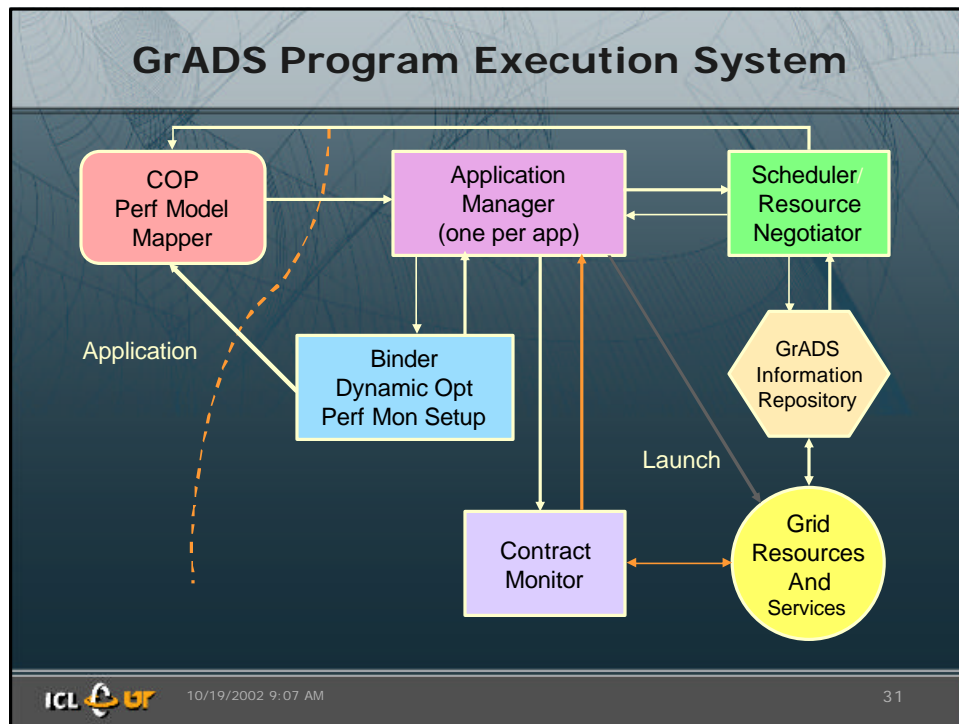 GrADS Program Execution System
COP
Perf Model
Mapper
Application
Manager
(one per app)
Scheduler/
Resource
Negotiator
Application
Binder
Dynamic Opt
Perf Mon Setup
GrADS
Information
Repository
Launch
Contract
Monitor
Grid
Resources
And
Services
ICL UT
10/19/2002 9:07 AM
31